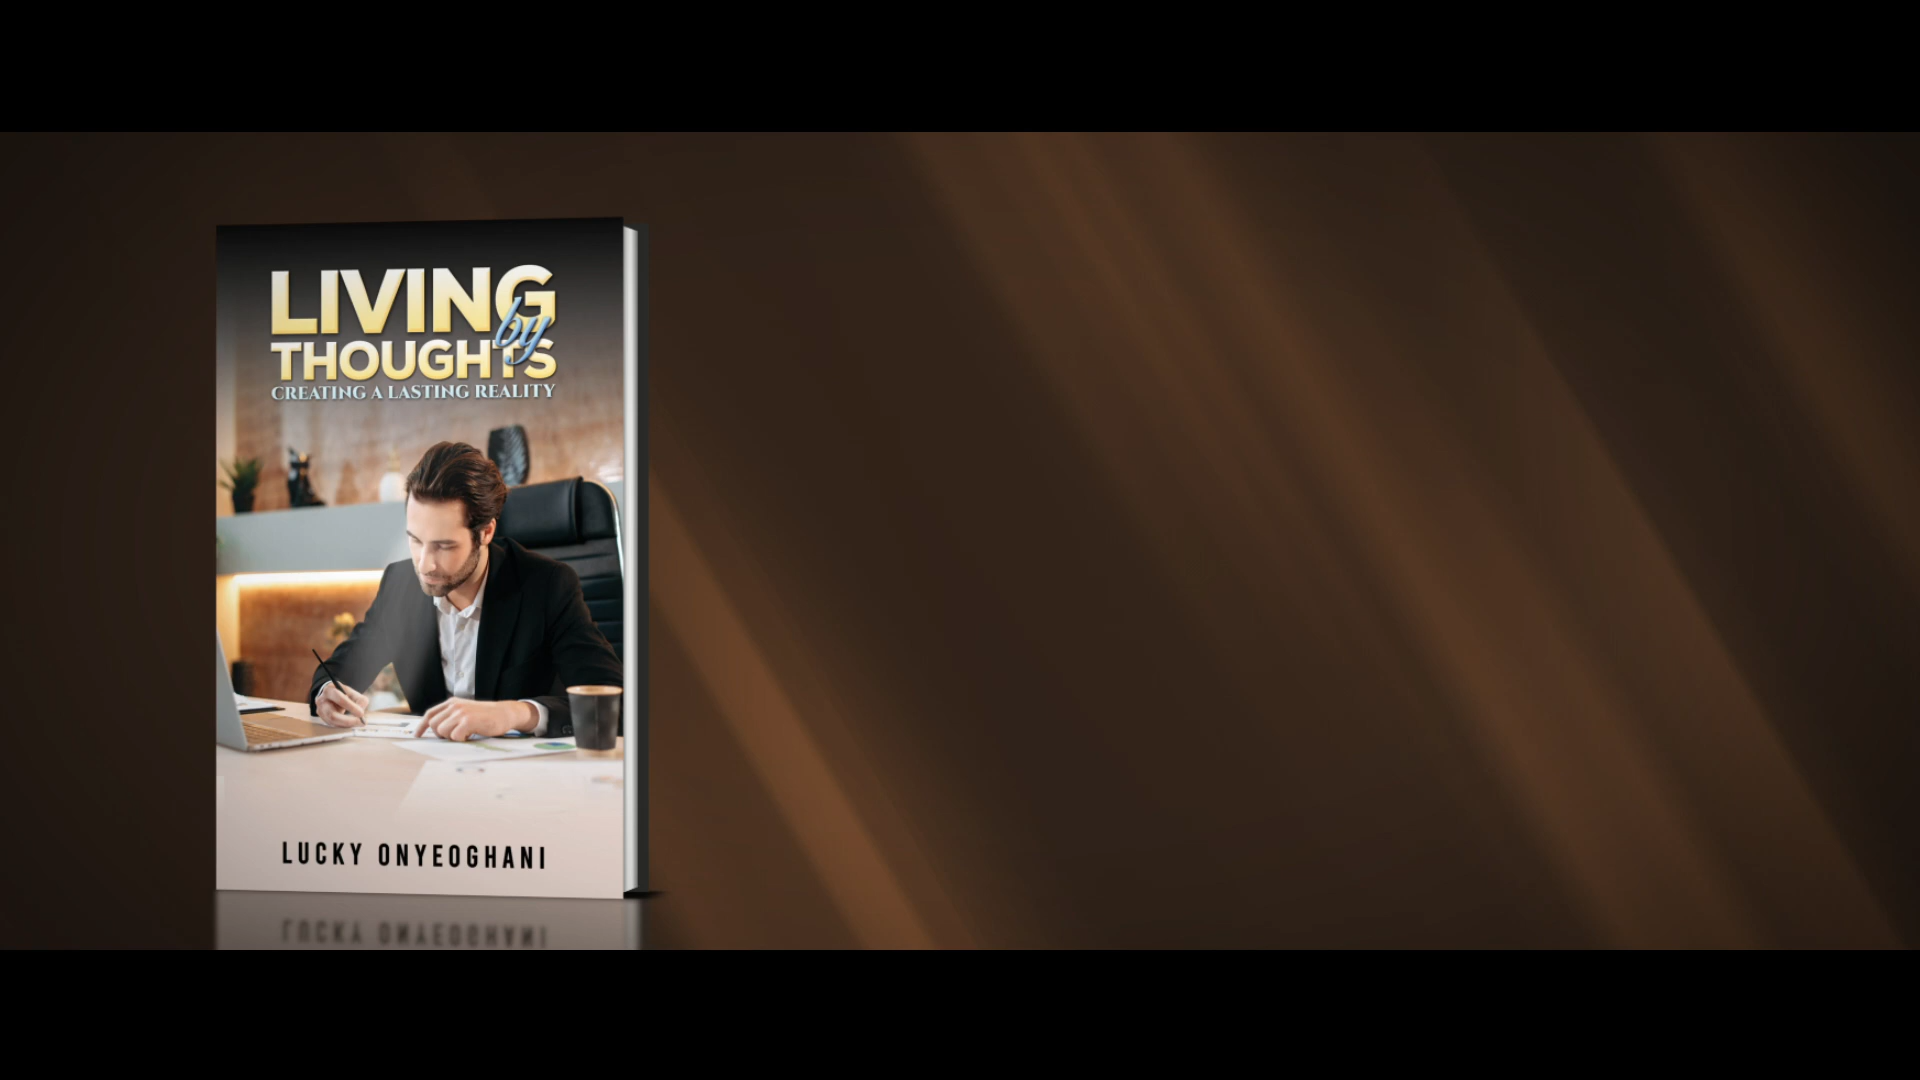 LIVING
by
THOUGHTS
CREATING A LASTING REALITY
LUCKY ONYEOGHANI